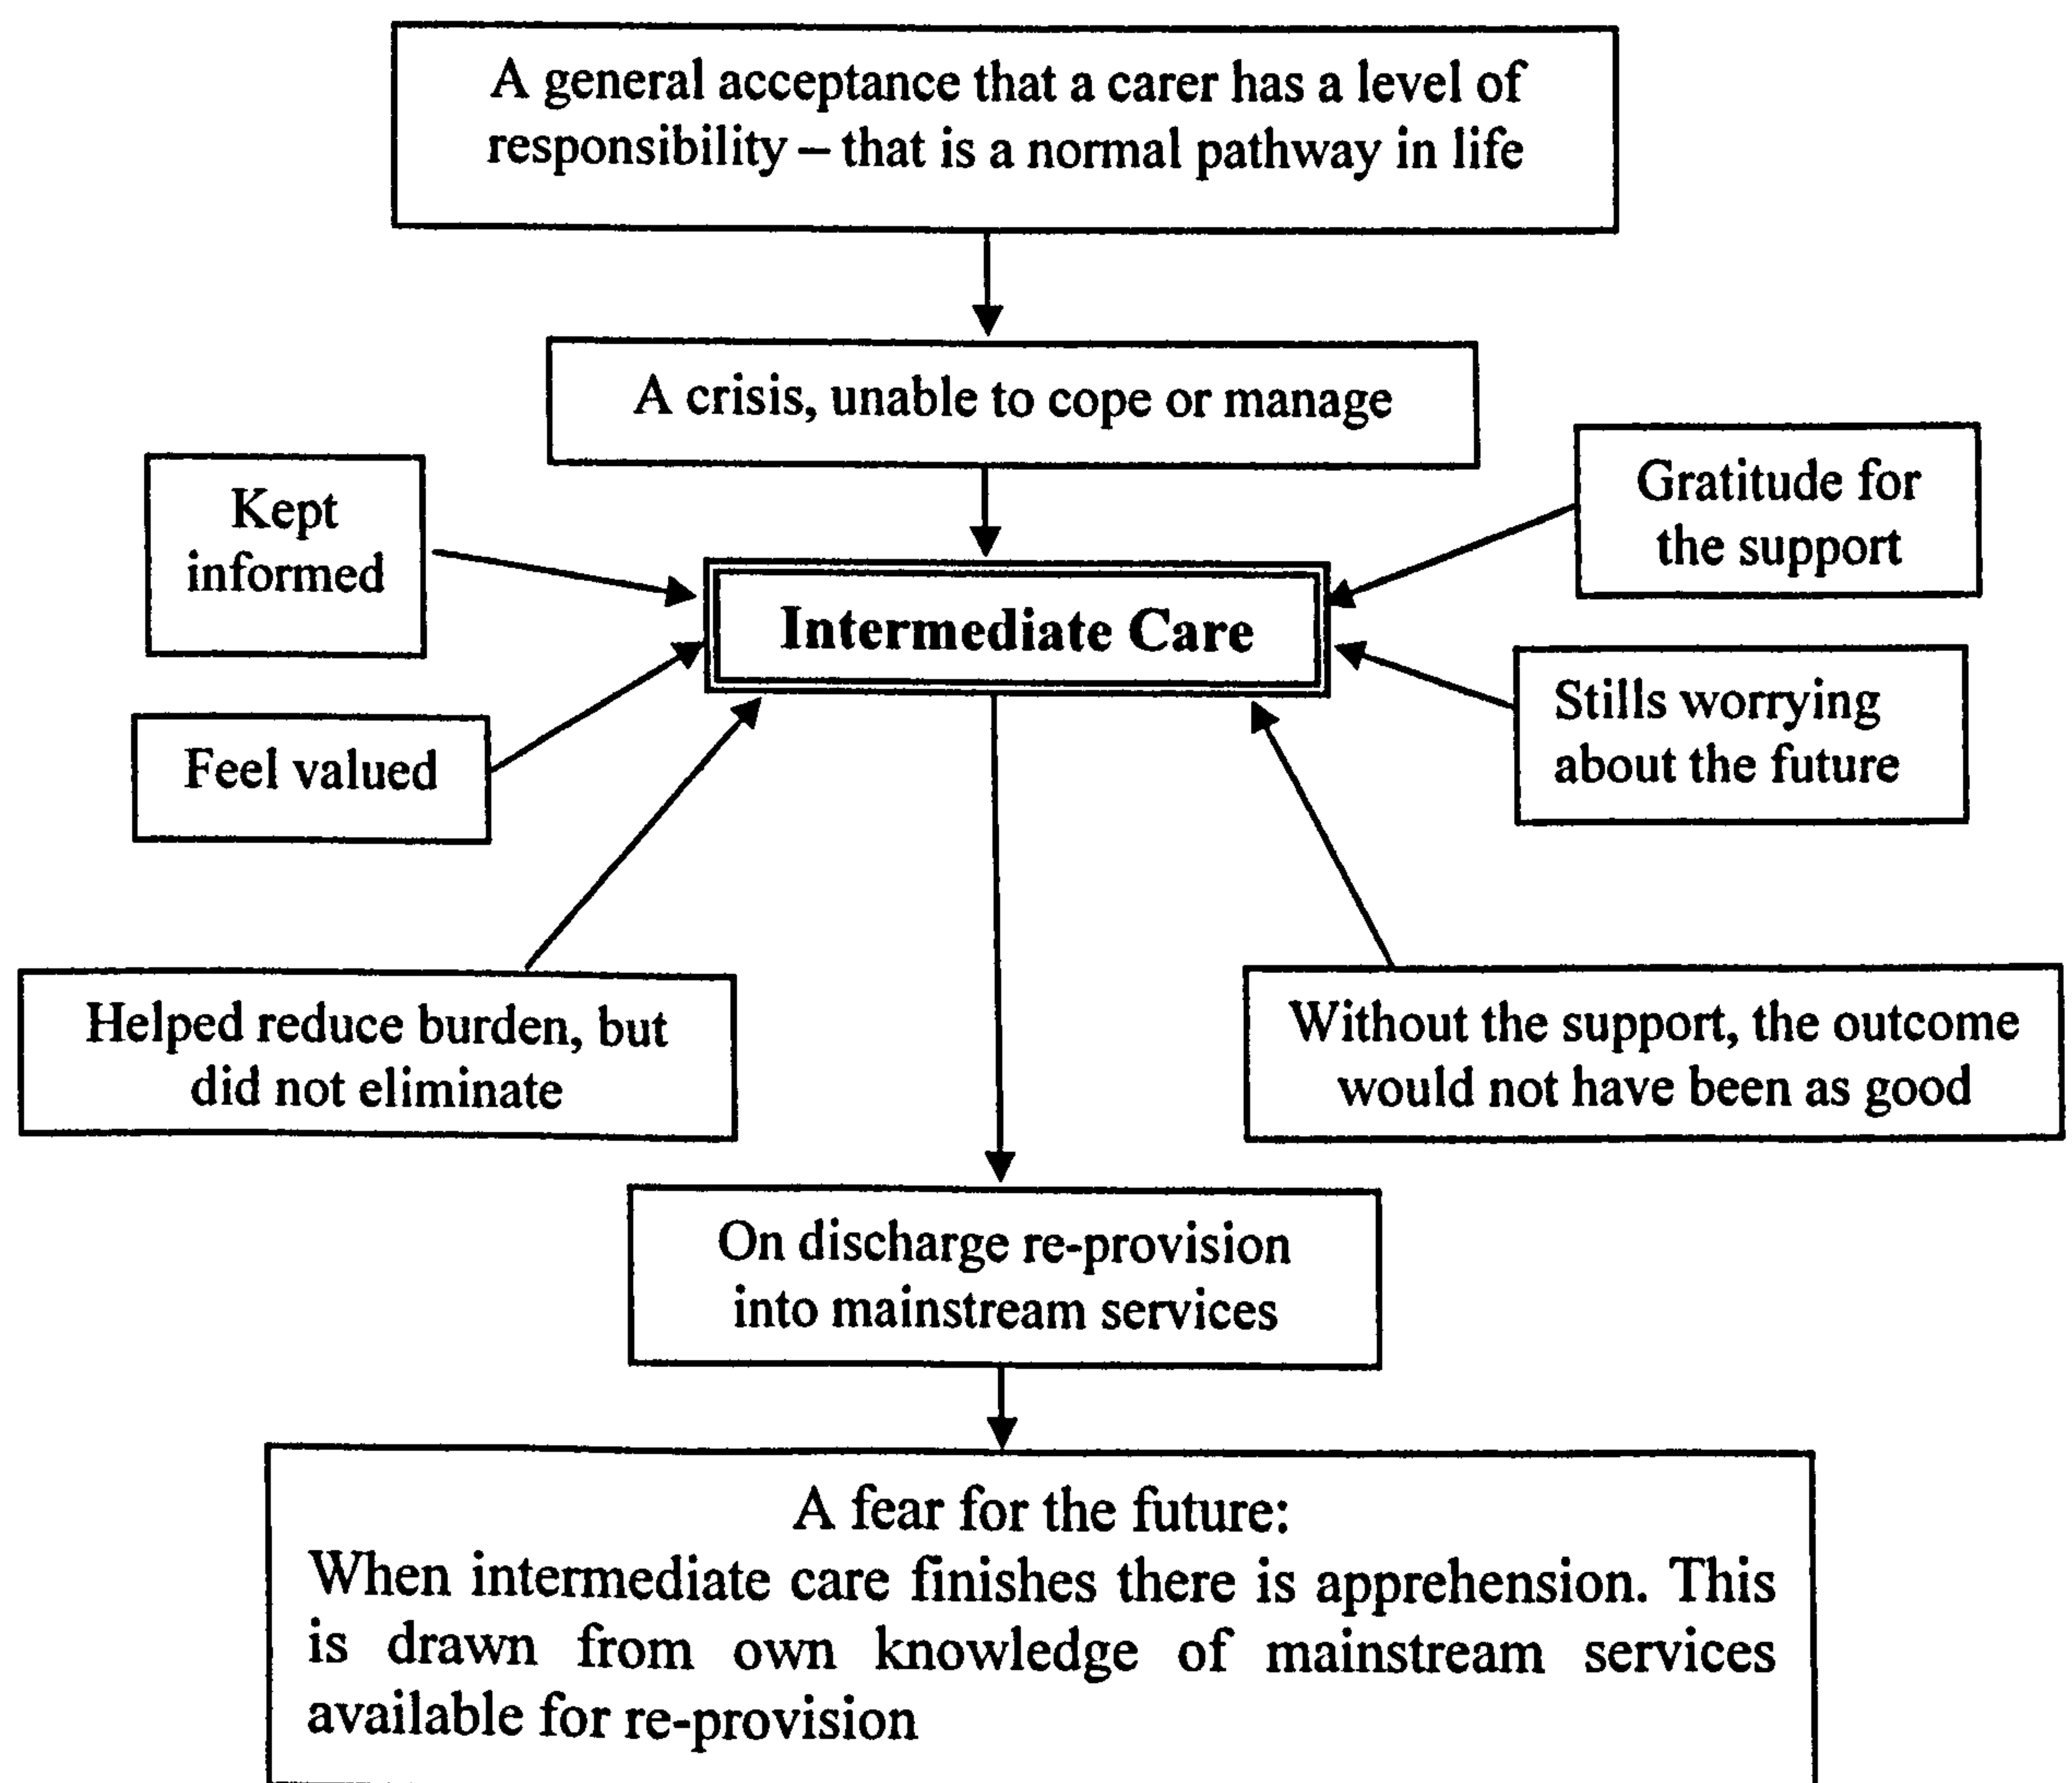 A general acceptance that a carer has a level of
responsibility – that is a normal pathway in life
A crisis, unable to cope or manage
Kept
informed
Gratitude for
the support
Intermediate Care
Feel valued
Stills worrying
about the future
Helped reduce burden, but
did not eliminate
Without the support, the outcome
would not have been as good
On discharge re-provision
into mainstream services
A fear for the future:
When intermediate care finishes there is apprehension. This
is drawn from own knowledge of mainstream services
available for re-provision